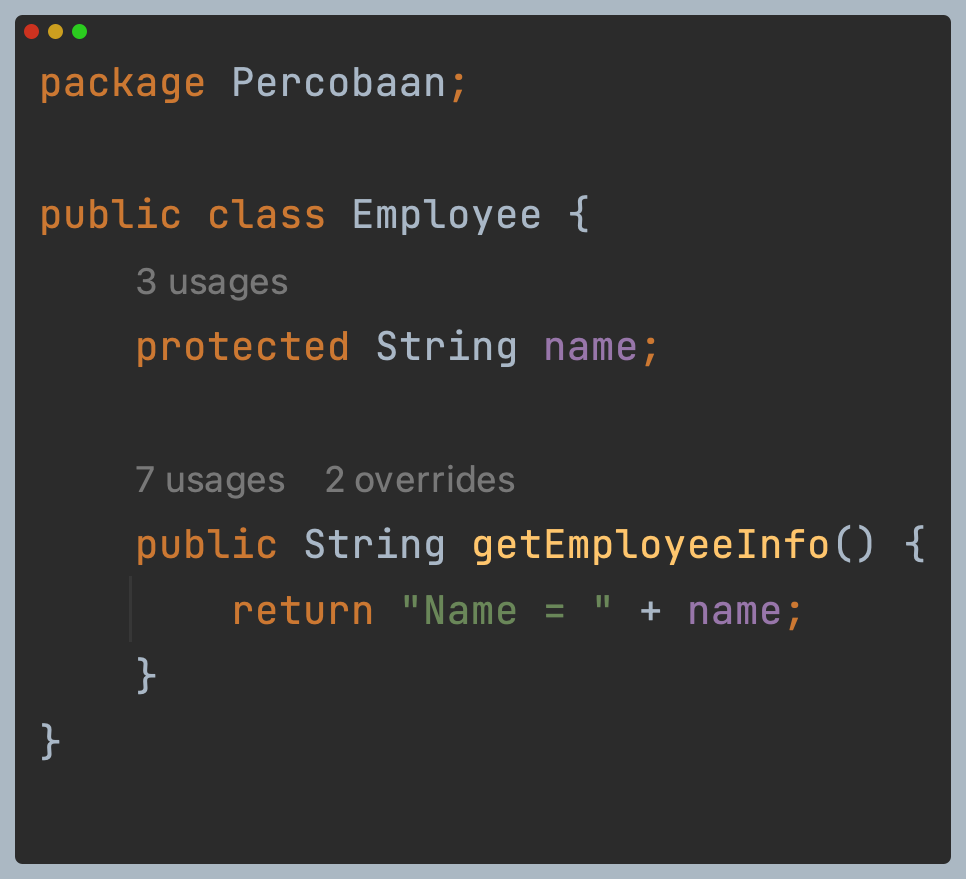 package Percobaan;
public class Employee {
3 usages
protected String name;
7 usages 2 overrides
public String getEmployeeInfo() {
return "Name = " + name;
}
}